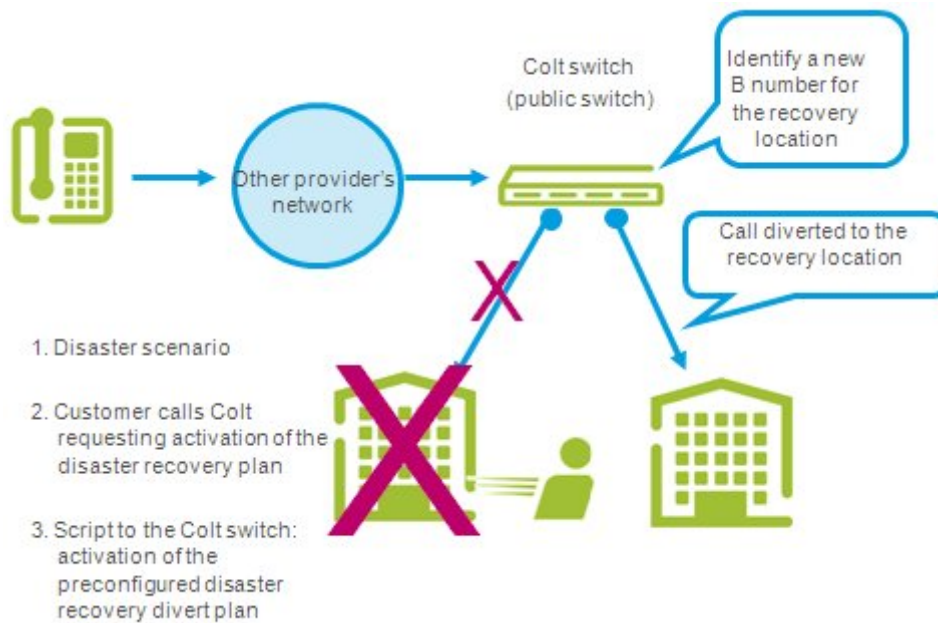 Colt switch
(public switch)
Identify a new
B number for
the recovery
location
Other provider's
network
Call diverted to the
recovery location
1. Disaster scenario
2. Customer calls Colt
requesting activation of the
disaster recovery plan
3. Script to the Colt switch:
activation of the
preconfigured disaster
recovery divert plan